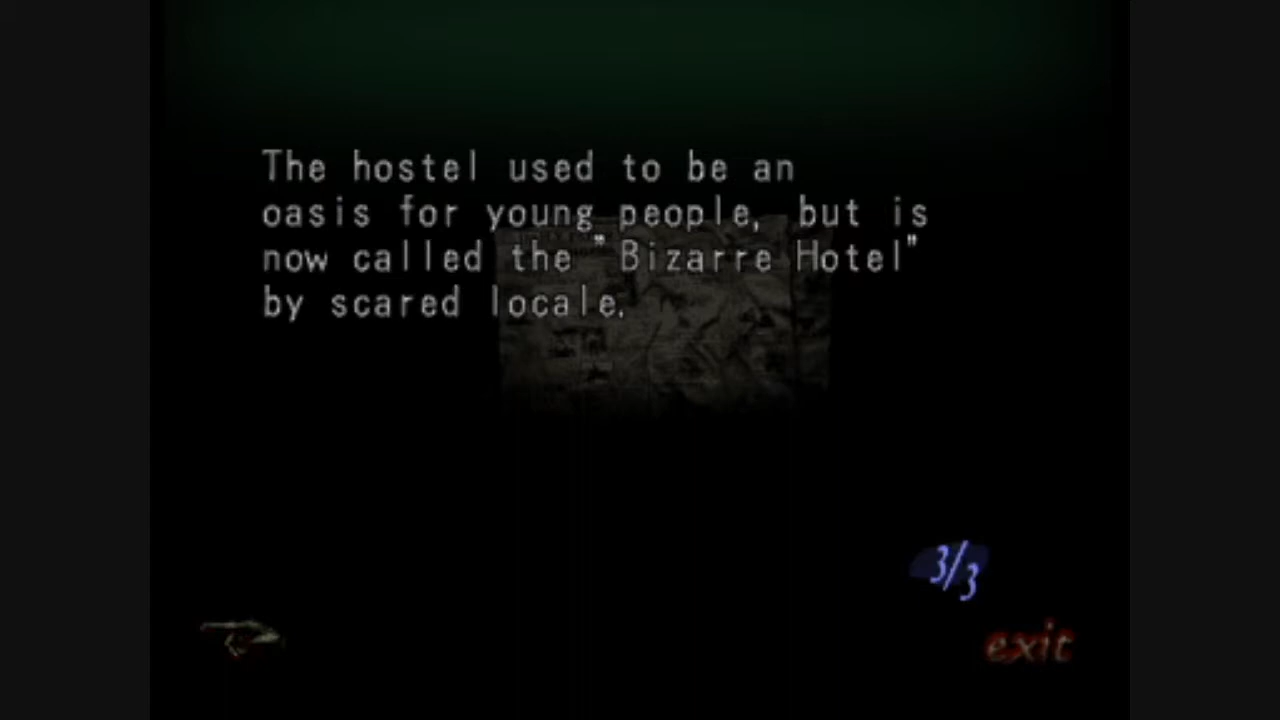 The hostel used to be an
oasis for young people, but is
now called the "Bizarre Hotel"
by scared locale.
3/3
exit